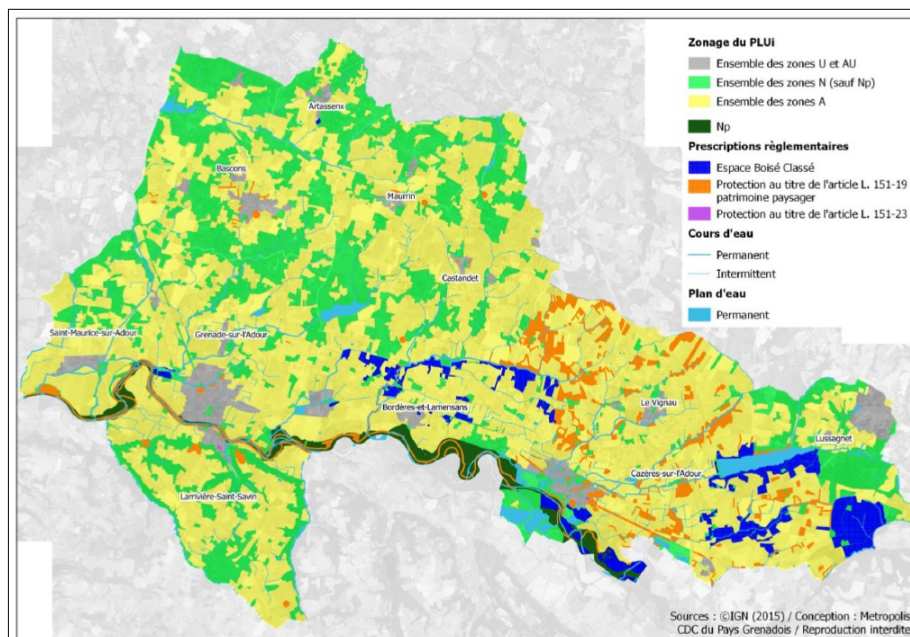 Zonage du PLUi
Ensemble des zones U et AU
Ensemble des zones N (sauf Np)
Ensemble des zones A
Np
Prescriptions règlementaires
Espace Boisé Classé
Protection au titre de l'article L. 151-19
patrimoine paysager
Protection au titre de l'article L. 151-23
Cours d'eau
Permanent
Intermittent
Plan d'eau
Permanent
Artassenx
Bascons
Maurrin
Castandet
Saint-Maurice-sur-Adour
Grenade-sur-l'Adour
Bordères-et-Lamensans
Le Vignau
Lussagnet
Cazères-sur-l'Adour
Larrivière-Saint-Savin
Sources : ©IGN (2015) / Conception : Metropolis
CDC du Pays Grenadois / Reproduction interdite